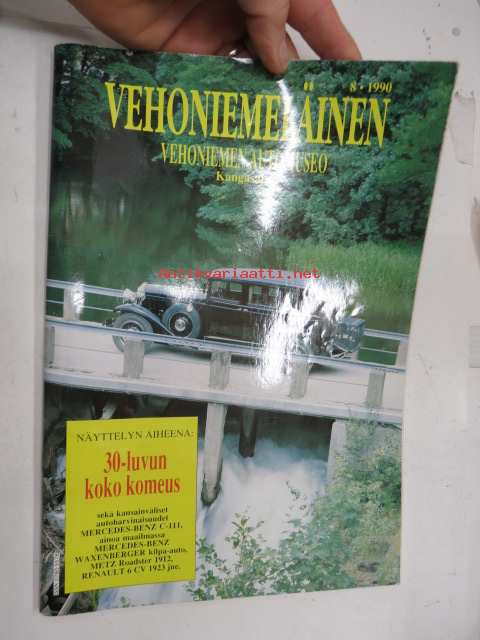 8 • 1990
VEHONIEMELÄINEN
VEHONIEMEN AUTOMUSEO
antiksariaatti.net
NÄYTTELYN AIHEENA:
30-luvun
koko komeus
sekä kansainväliset
autoharvinaisuudet
MERCEDES-BENZ C-111,
ainoa maailmassa
MERCEDES-BENZ
WAXENBERGER kilpa-auto,
METZ Roadster 1912,
RENAULT 6 CV 1923 jne.